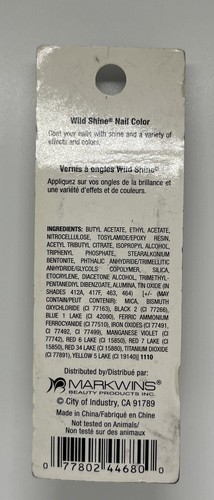 Wild Shine® Nail Color
Coat your nails with shine and a variety of
effects and colors.
Vernis à ongles Wild Shine®
Appliquez sur vos ongles de la brillance et
une variété d'effets et de couleurs.
INGREDIENTS: BUTYL ACETATE, ETHYL ACETATE,
NITROCELLULOSE, TOSYLAMIDE/EPOXY RESIN,
ACETYL TRIBUTYL CITRATE, ISOPROPYL ALCOHOL,
TRIPHENYL PHOSPHATE, STEARALKONIUM
BENTONITE, PHTHALIC ANHYDRIDE/TRIMELLITIC
ANHYDRIDE/GLYCOLS COPOLYMER, SILICA,
ETOCRYLENE, DIACETONE ALCOHOL, TRIMETHYL-
PENTANEDIYL DIBENZOATE, ALUMINA, TIN OXIDE (IN
SHADES 412A, 417F, 463, 464) [+/- (MAY
CONTAIN/PEUT CONTENIR): MICA, BISMUTH
OXYCHLORIDE (CI 77163), BLACK 2 (CI 77266),
BLUE 1 LAKE (CI 42090), FERRIC AMMONIUM
FERROCYANIDE (CI 77510), IRON OXIDES (CI 77491,
CI 77492, CI 77499), MANGANESE VIOLET (CI
77742), RED 6 LAKE (CI 15850), RED 7 LAKE (CI
15850), RED 34 LAKE (CI 15880), TITANIUM DIOXIDE
(CI 77891), YELLOW 5 LAKE (CI 19140)] 1110
Distributed by/Distribué par:
MARKWINS®
BEAUTY PRODUCTS INC.
© City of Industry, CA 91789
Made in China/Fabriqué en Chine
Not tested on Animals/
Non testé sur des animaux
0 77802 44680 0